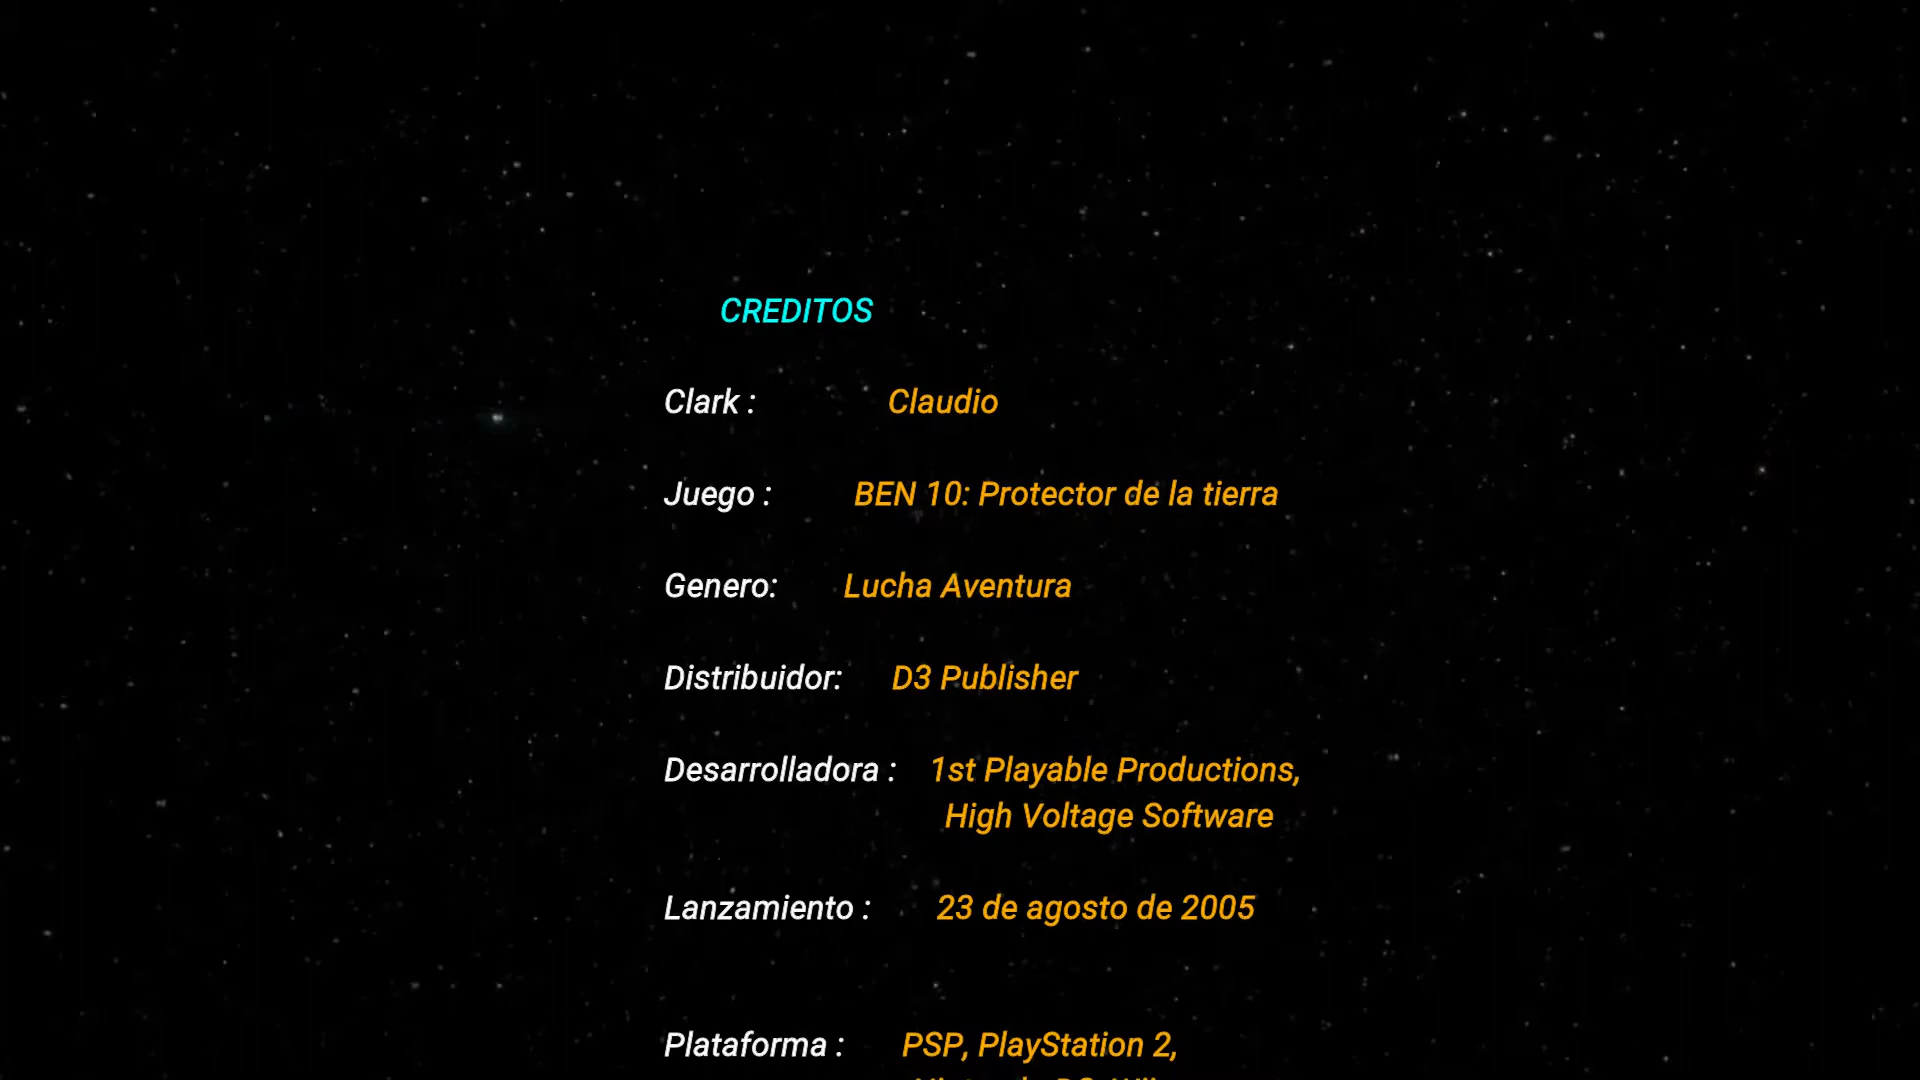 CREDITOS
Clark : Claudio
Juego : BEN 10: Protector de la tierra
Genero: Lucha Aventura
Distribuidor: D3 Publisher
Desarrolladora : 1st Playable Productions,
High Voltage Software
Lanzamiento : 23 de agosto de 2005
Plataforma : PSP, PlayStation 2,